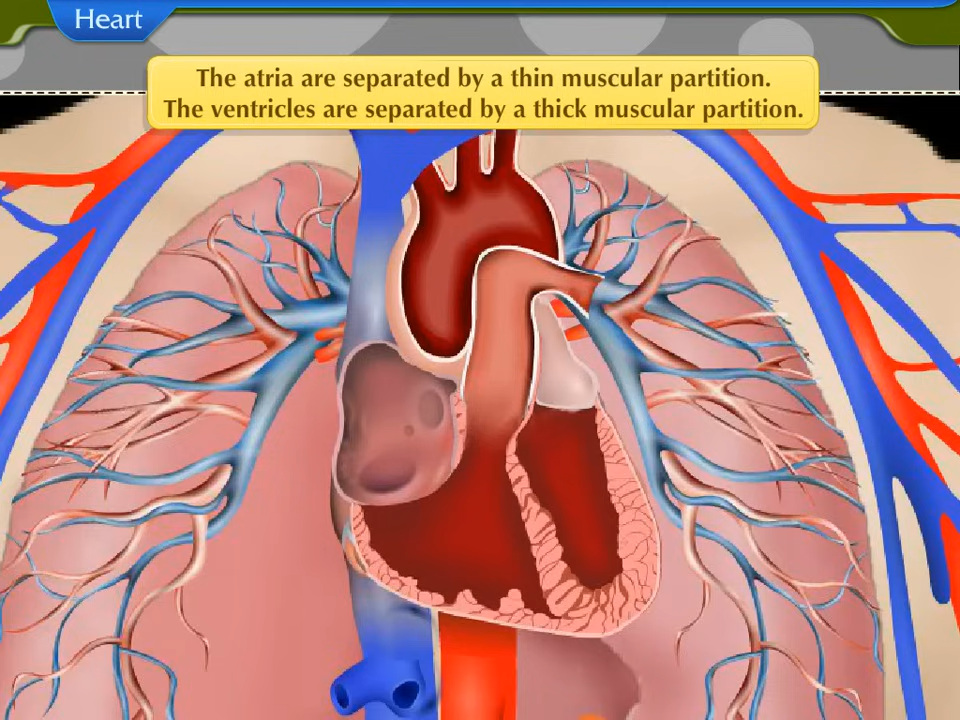 Heart
The atria are separated by a thin muscular partition.
The ventricles are separated by a thick muscular partition.